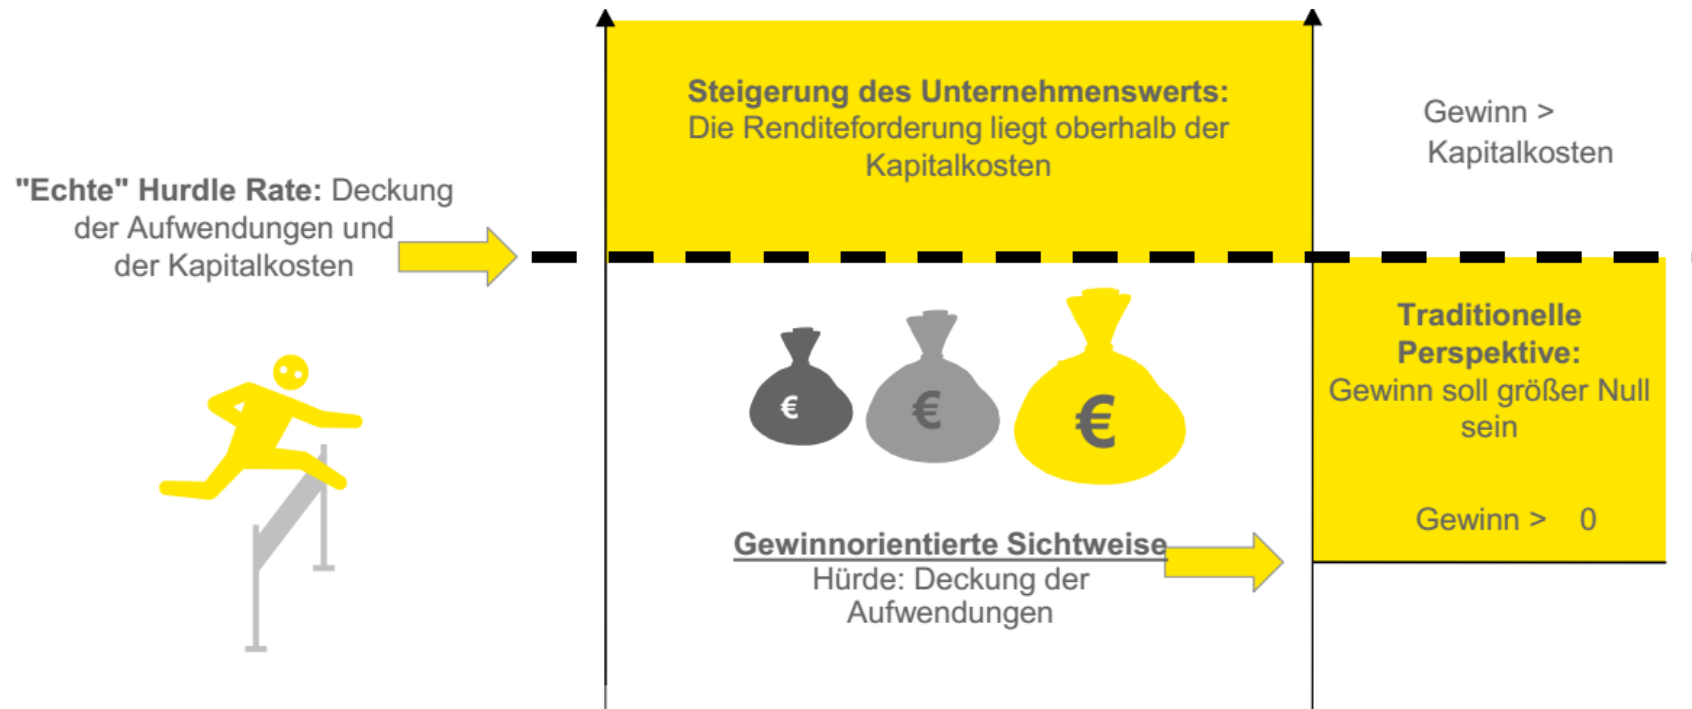 "Echte" Hurdle Rate: Deckung
der Aufwendungen und
der Kapitalkosten
Steigerung des Unternehmenswerts:
Die Renditeforderung liegt oberhalb der
Kapitalkosten
Gewinn >
Kapitalkosten
€
€
€
Gewinnorientierte Sichtweise
Hürde: Deckung der
Aufwendungen
Traditionelle
Perspektive:
Gewinn soll größer Null
sein
Gewinn > 0